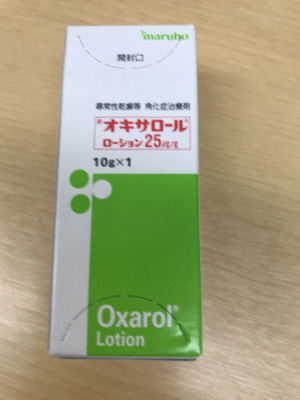 maruho
開封口
尋常性乾癬等 角化症治療剤
オキサロール®
ローション25μg/g
10g×1
Oxarol®
Lotion